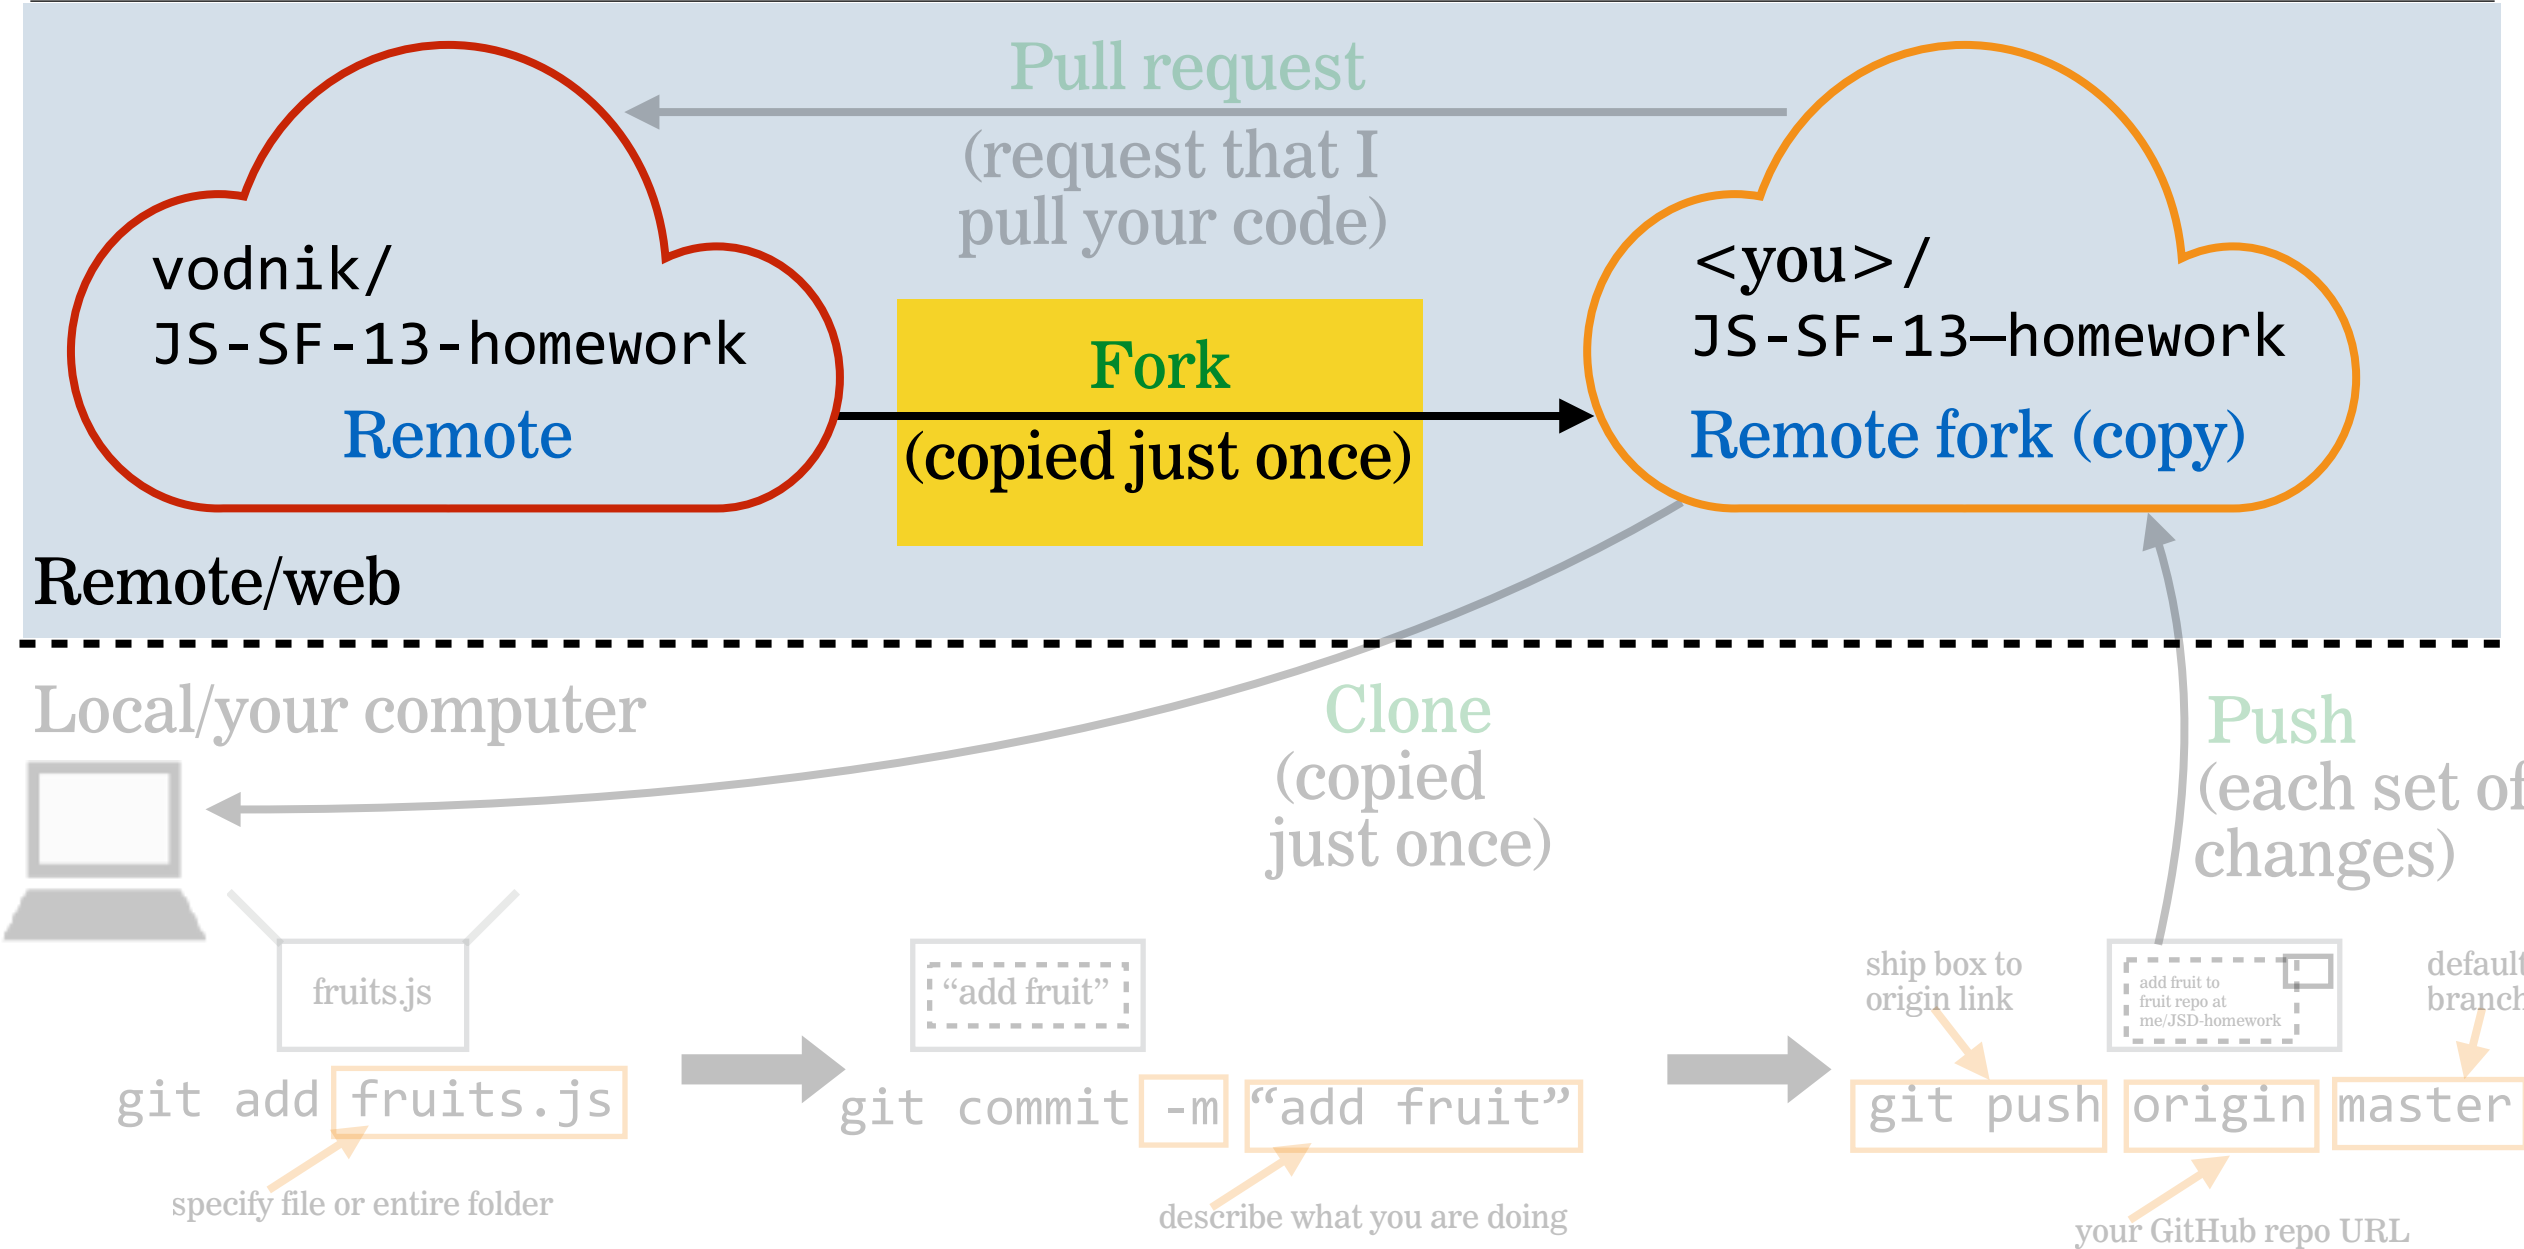 Pull request
(request that I
pull your code)
vodnik/
JS-SF-13-homework
Remote
Fork
(copied just once)
<you>/
JS-SF-13—homework
Remote fork (copy)
Remote/web
Local/your computer
Clone
(copied
just once)
Push
(each set of
changes)
fruits.js
git add fruits.js
specify file or entire folder
“add fruit”
git commit -m “add fruit”
describe what you are doing
ship box to
origin link
add fruit to
fruit repo at
me/JSD-homework
default
branch
git push origin master
your GitHub repo URL